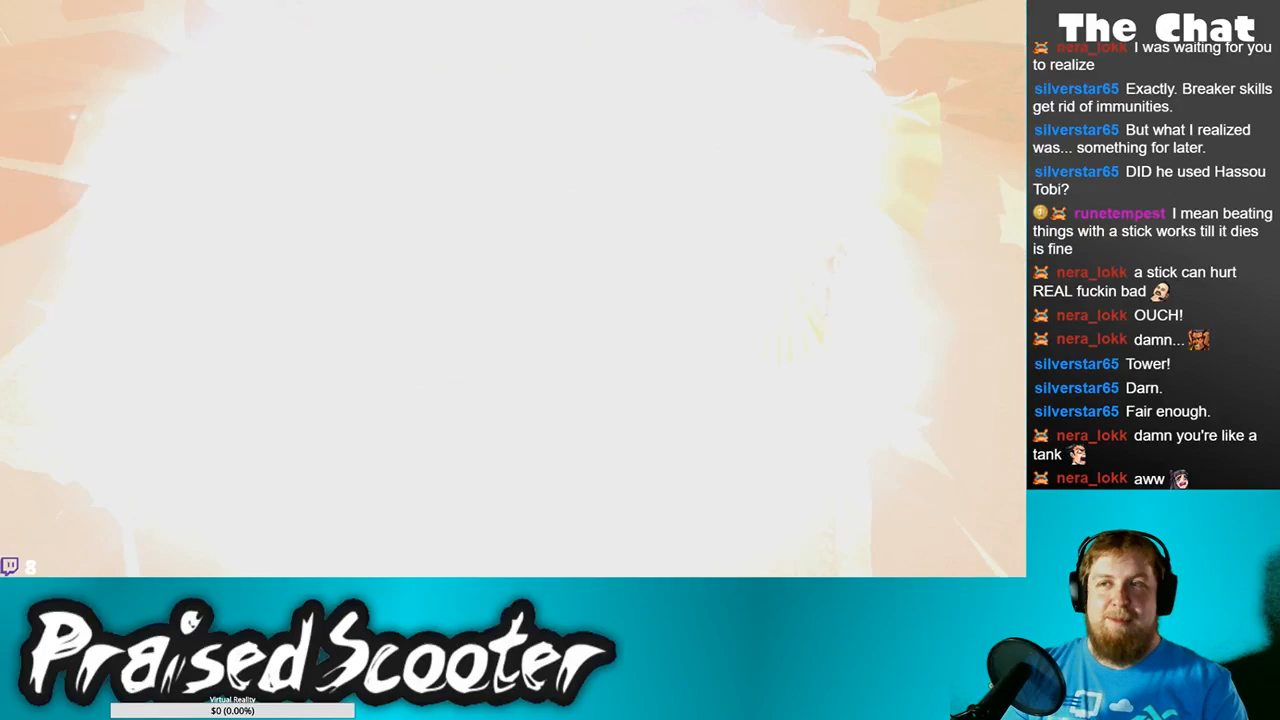 The Chat
nera_lokk I was waiting for you
to realize
silverstar65 Exactly. Breaker skills
get rid of immunities.
silverstar65 But what I realized
was... something for later.
silverstar65 DID he used Hassou
Tobi?
runetempest I mean beating
things with a stick works till it dies
is fine
nera_lokk a stick can hurt
REAL fuckin bad
nera_lokk OUCH!
nera_lokk damn...
silverstar65 Tower!
silverstar65 Darn.
silverstar65 Fair enough.
nera_lokk damn you're like a
tank
nera_lokk aww
8
PraisedScooter
Virtual Reality
$0 (0.00%)